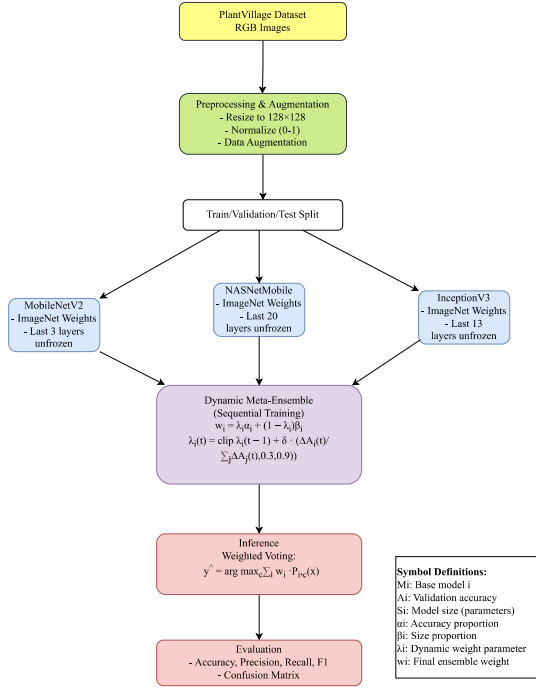 PlantVillage Dataset
RGB Images
Preprocessing & Augmentation
- Resize to 128×128
- Normalize (0-1)
- Data Augmentation
Train/Validation/Test Split
MobileNetV2
- ImageNet Weights
- Last 3 layers
unfrozen
NASNetMobile
- ImageNet Weights
- Last 20
layers unfrozen
InceptionV3
- ImageNet Weights
- Last 13
layers unfrozen
Dynamic Meta-Ensemble
(Sequential Training)
wᵢ = λᵢαᵢ + (1 − λᵢ)βᵢ
λᵢ(t) = clip λᵢ(t − 1) + δ · (ΔAᵢ(t)/
∑ⱼΔAⱼ(t),0.3,0.9))
Inference
Weighted Voting:
y^ = arg max_c∑ᵢ wᵢ ·P_i,c(x)
Evaluation
- Accuracy, Precision, Recall, F1
- Confusion Matrix
Symbol Definitions:
Mi: Base model i
Ai: Validation accuracy
Si: Model size (parameters)
αi: Accuracy proportion
βi: Size proportion
λi: Dynamic weight parameter
wi: Final ensemble weight